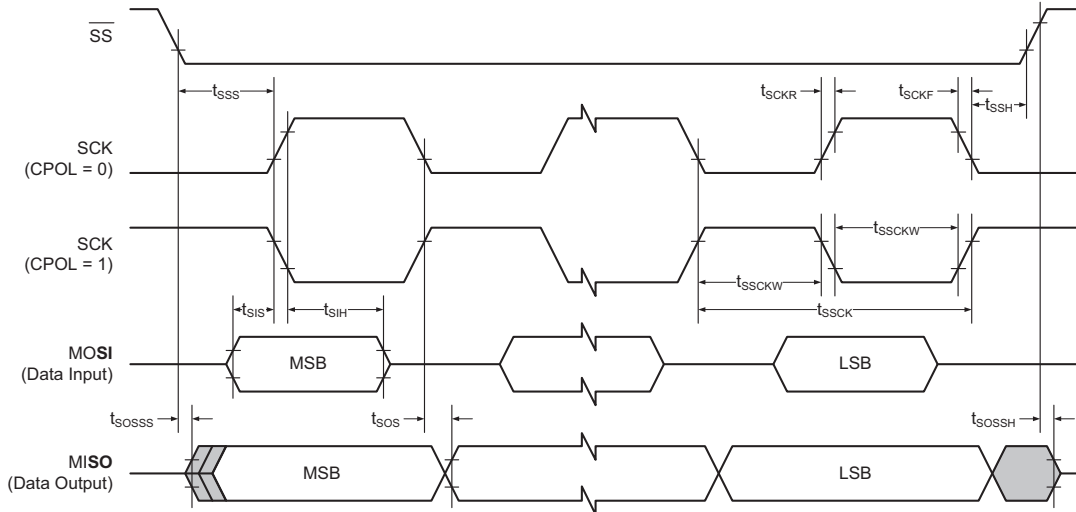 SS
tSSS
tSCKR
tSCKF
tSSH
SCK
(CPOL = 0)
SCK
(CPOL = 1)
tSSCKW
tSSCKW
tSIS
tSIH
tSSCK
MOSI
(Data Input)
MSB
LSB
tSOSSS
tSOS
tSOSSH
MISO
(Data Output)
MSB
LSB